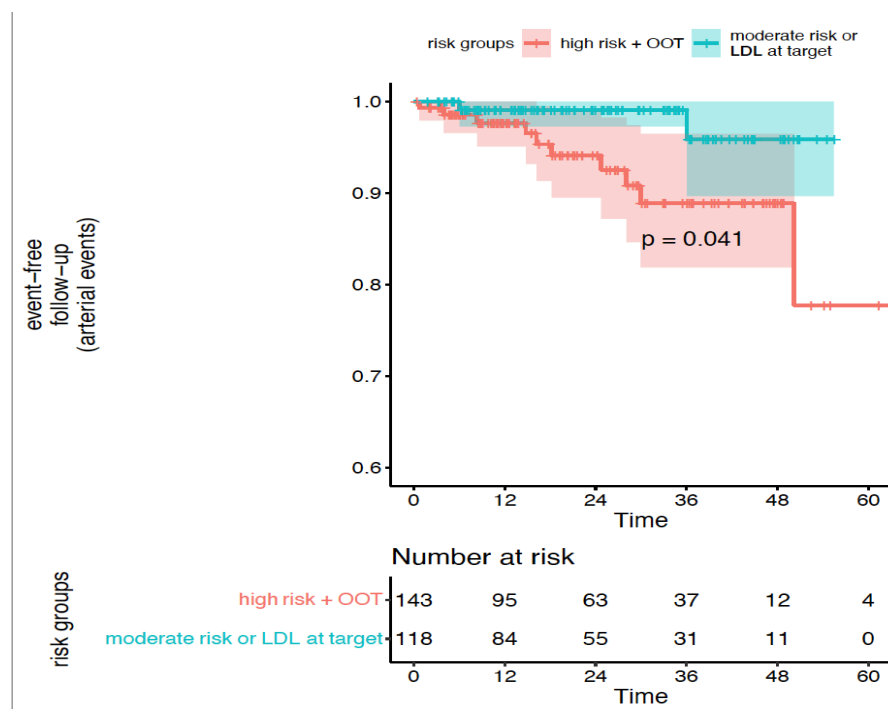 risk groups high risk + OOT moderate risk or
LDL at target
event-free
follow-up
(arterial events)
1.0
0.9
0.8
0.7
0.6
p = 0.041
0 12 24 36 48 60
Time
Number at risk
risk groups
high risk + OOT 143 95 63 37 12 4
moderate risk or LDL at target 118 84 55 31 11 0
0 12 24 36 48 60
Time